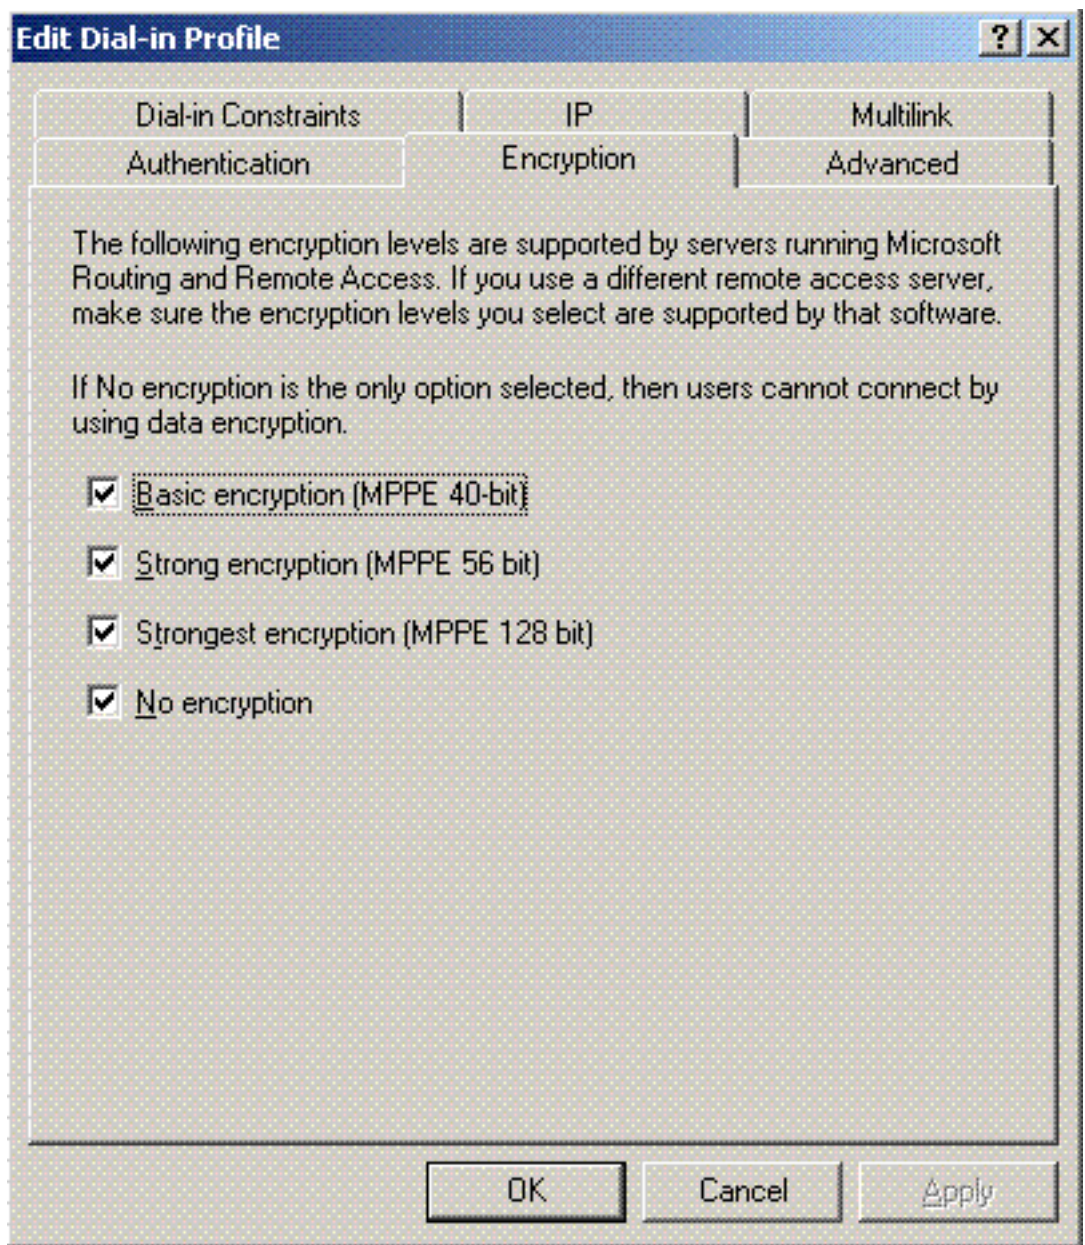 Edit Dial-in Profile
Dial-in Constraints IP Multilink
Authentication Encryption Advanced
The following encryption levels are supported by servers running Microsoft
Routing and Remote Access. If you use a different remote access server,
make sure the encryption levels you select are supported by that software.
If No encryption is the only option selected, then users cannot connect by
using data encryption.
Basic encryption (MPPE 40-bit)
Strong encryption (MPPE 56 bit)
Strongest encryption (MPPE 128 bit)
No encryption
OK Cancel Apply